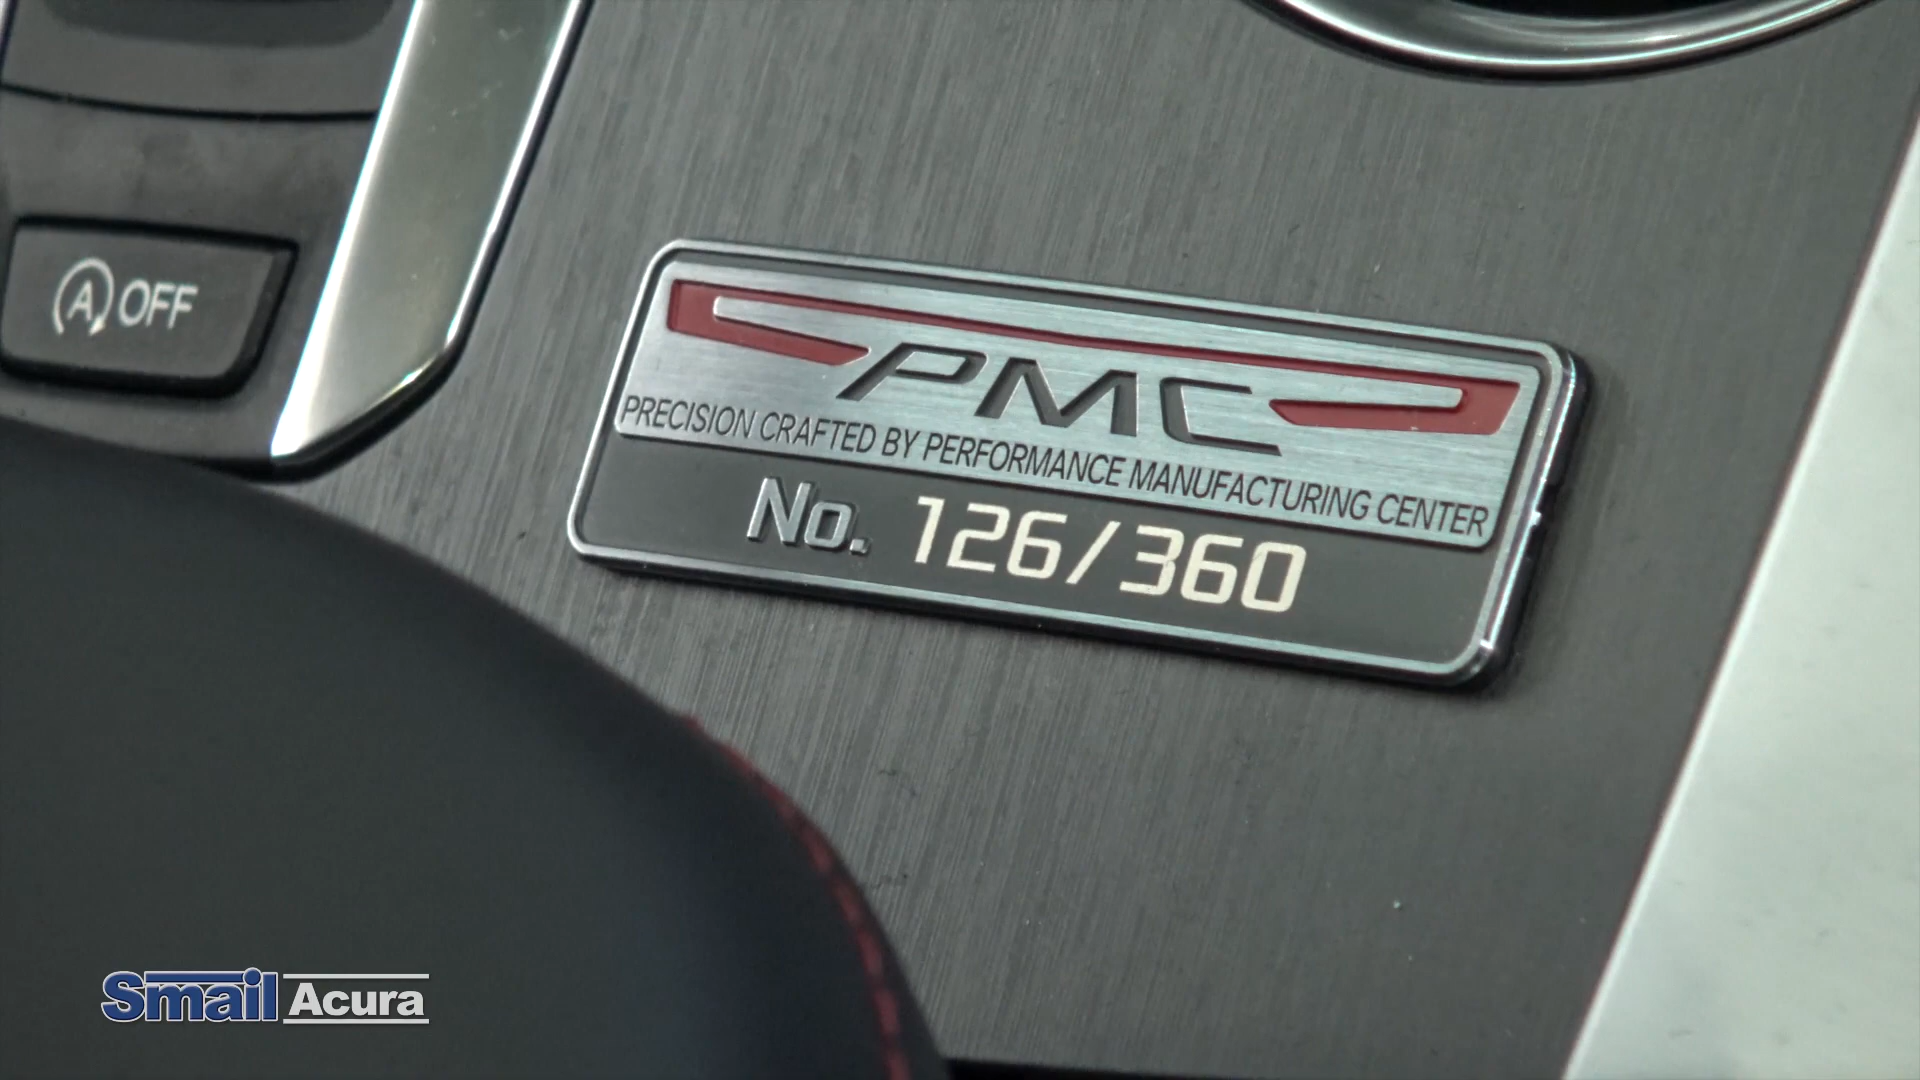 A OFF
PMC
PRECISION CRAFTED BY PERFORMANCE MANUFACTURING CENTER
No. 126/360
Smail Acura